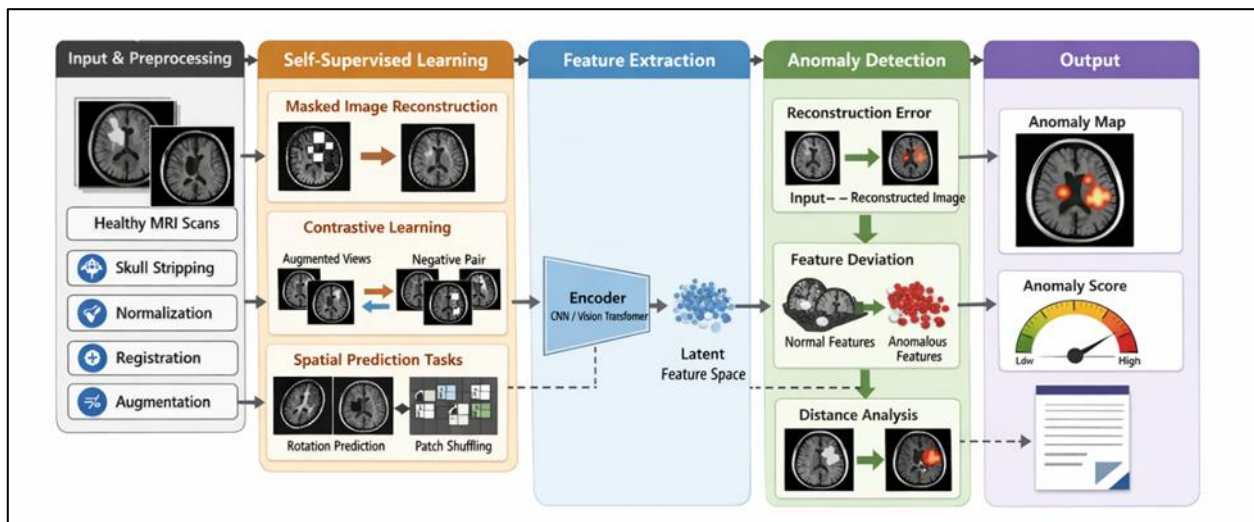 Input & Preprocessing
Healthy MRI Scans
Skull Stripping
Normalization
Registration
Augmentation
Self-Supervised Learning
Masked Image Reconstruction
Contrastive Learning
Augmented Views
Negative Pair
Spatial Prediction Tasks
Rotation Prediction
Patch Shuffling
Feature Extraction
Encoder
CNN / Vision Transfomer
Latent
Feature Space
Anomaly Detection
Reconstruction Error
Input – – Reconstructed Image
Feature Deviation
Normal Features
Anomalous
Features
Distance Analysis
Output
Anomaly Map
Anomaly Score
Low
High